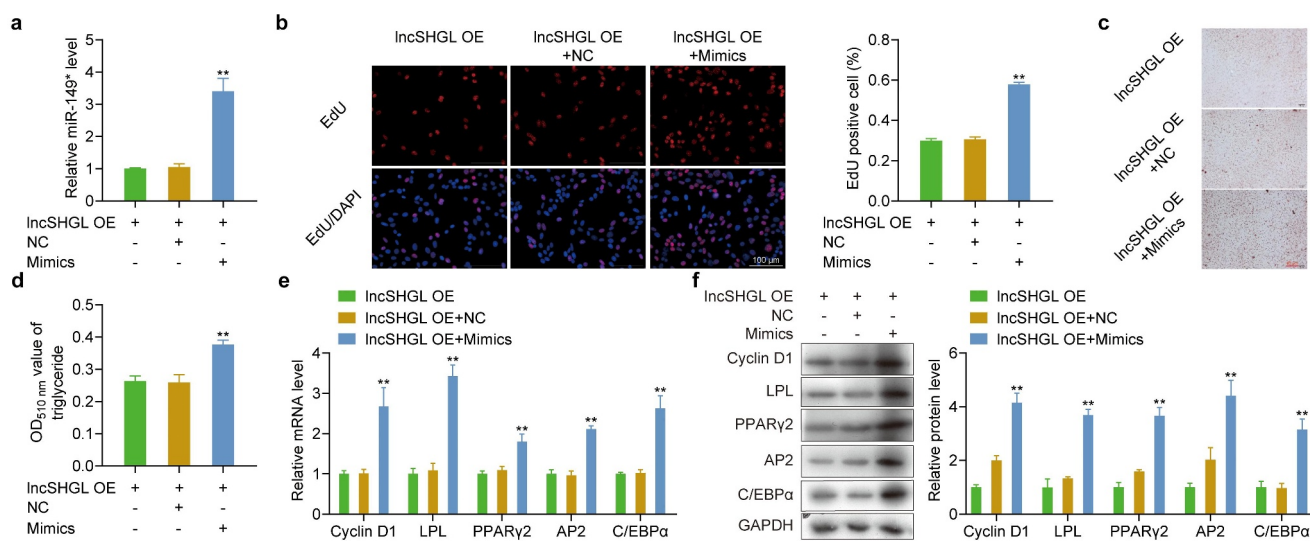 a
Relative miR-149* level
5
4
3
2
1
0
**
lncSHGL OE + + +
NC - + -
Mimics - - +
b
lncSHGL OE
lncSHGL OE
+NC
lncSHGL OE
+Mimics
EdU
EdU/DAPI
100 μm
EdU positive cell (%)
0.8
0.6
0.4
0.2
0.0
**
lncSHGL OE + + +
NC - + -
Mimics - - +
c
lncSHGL OE
lncSHGL OE
+NC
lncSHGL OE
+Mimics
d
OD510 nm value of
triglyceride
0.5
0.4
0.3
0.2
0.1
0.0
**
lncSHGL OE + + +
NC - + -
Mimics - - +
e
lncSHGL OE
lncSHGL OE+NC
lncSHGL OE+Mimics
Relative mRNA level
4
3
2
1
0
** ** ** ** **
Cyclin D1 LPL PPARγ2 AP2 C/EBPα
f
lncSHGL OE + + +
NC - + -
Mimics - - +
Cyclin D1
LPL
PPARγ2
AP2
C/EBPα
GAPDH
lncSHGL OE
lncSHGL OE+NC
lncSHGL OE+Mimics
Relative protein level
6
4
2
0
** ** ** ** **
Cyclin D1 LPL PPARγ2 AP2 C/EBPα